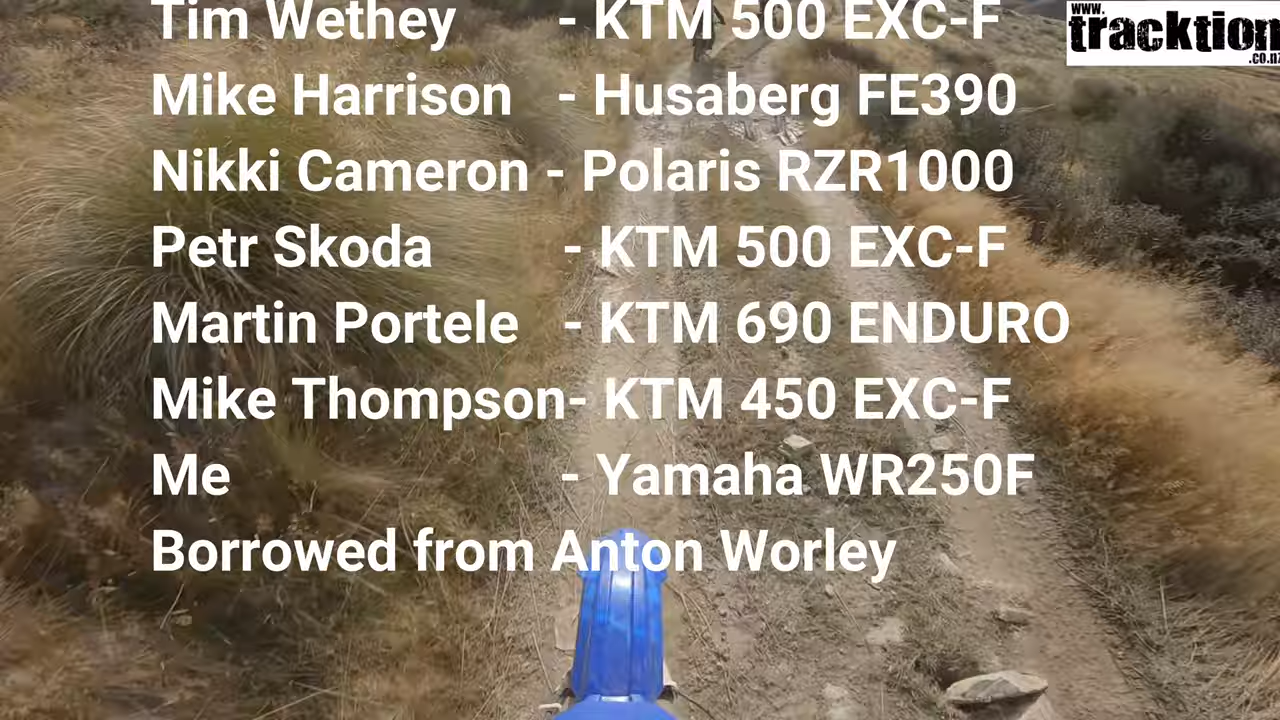 Tim Wethey - KTM 500 EXC-F
Mike Harrison - Husaberg FE390
Nikki Cameron - Polaris RZR1000
Petr Skoda - KTM 500 EXC-F
Martin Portele - KTM 690 ENDURO
Mike Thompson- KTM 450 EXC-F
Me - Yamaha WR250F
Borrowed from Anton Worley
www.
tracktion
.co.nz